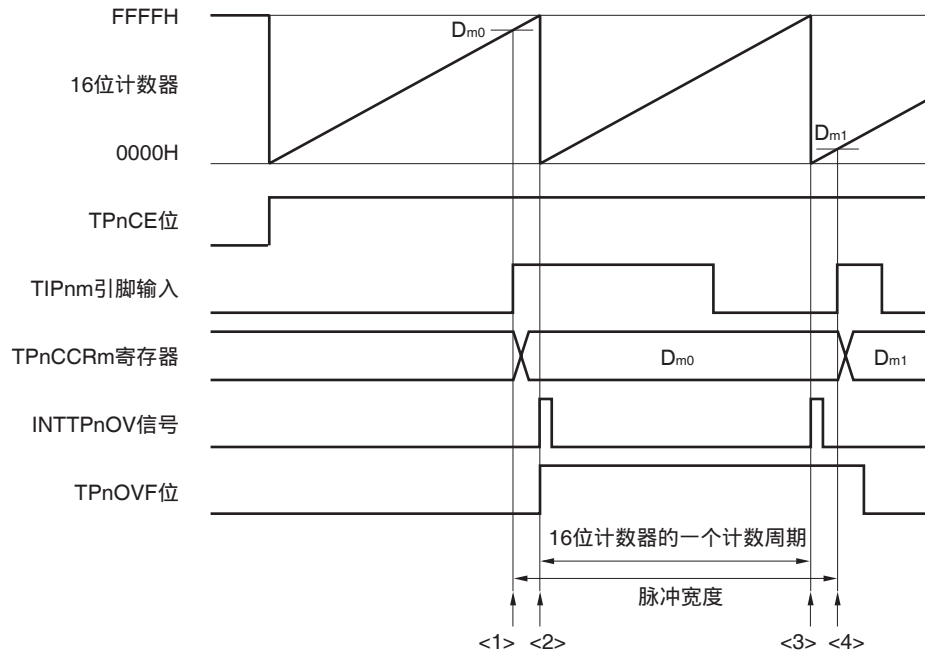 FFFFH
Dm0
16位计数器
Dm1
0000H
TPnCE位
TIPnm引脚输入
TPnCCRm寄存器
Dm0
Dm1
INTTPnOV信号
TPnOVF位
16位计数器的一个计数周期
脉冲宽度
<1> <2> <3> <4>